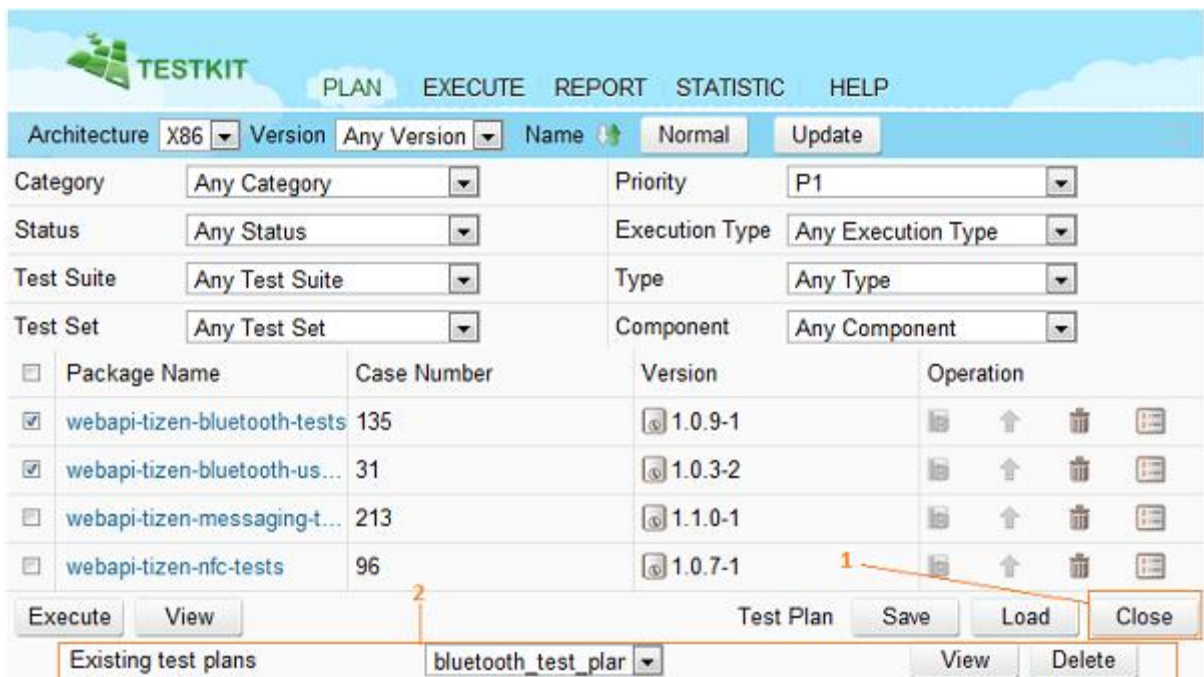 TESTKIT
PLAN EXECUTE REPORT STATISTIC HELP
Architecture X86 Version Any Version Name Normal Update
Category Any Category Priority P1
Status Any Status Execution Type Any Execution Type
Test Suite Any Test Suite Type Any Type
Test Set Any Test Set Component Any Component
Package Name Case Number Version Operation
webapi-tizen-bluetooth-tests 135 1.0.9-1
webapi-tizen-bluetooth-us... 31 1.0.3-2
webapi-tizen-messaging-t... 213 1.1.0-1
webapi-tizen-nfc-tests 96 1.0.7-1 1
2
Execute View Test Plan Save Load Close
Existing test plans bluetooth_test_plar View Delete